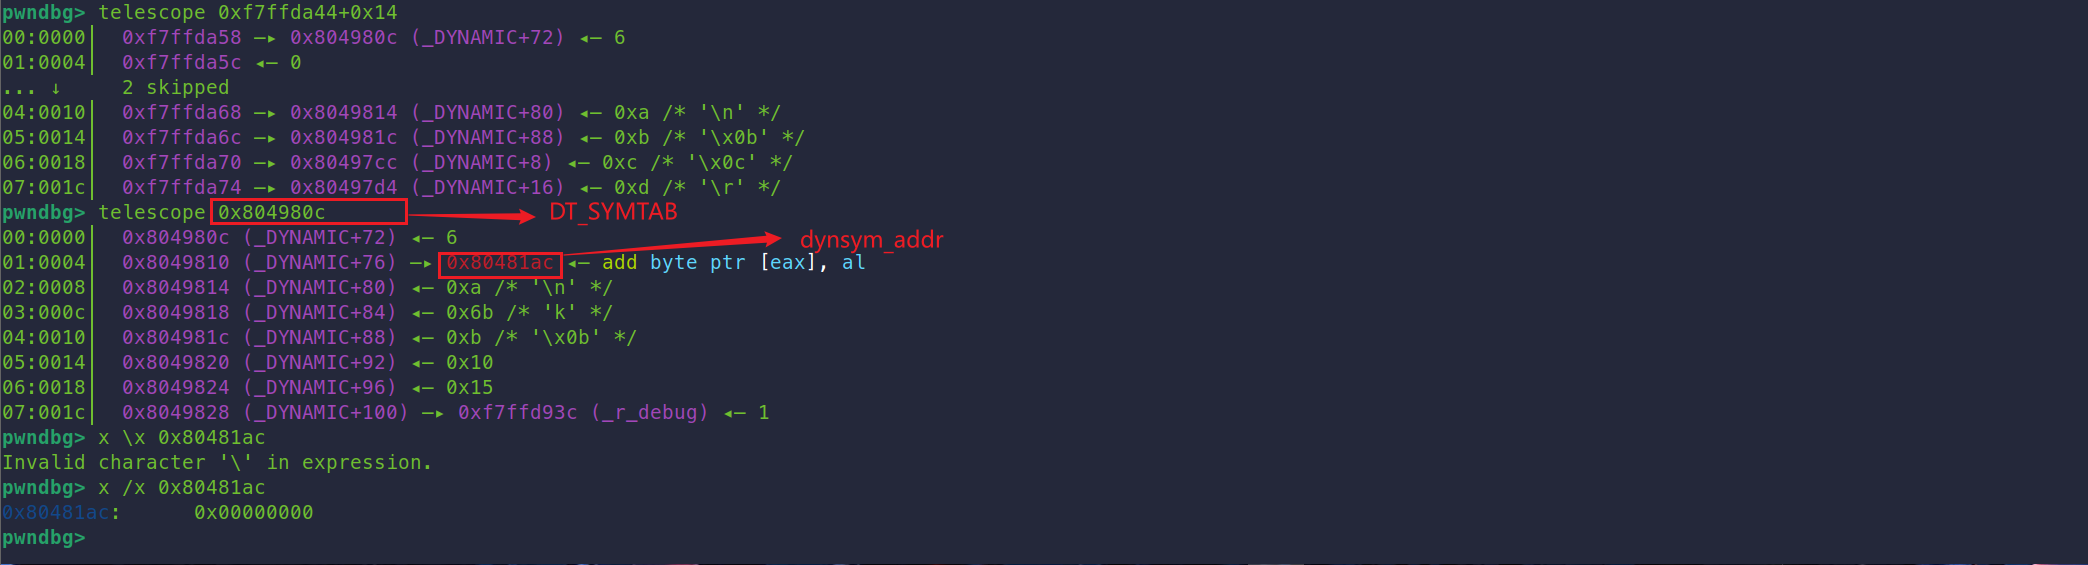 pwndbg> telescope 0xf7ffda44+0x14
00:0000│ 0xf7ffda58 —▸ 0x804980c (_DYNAMIC+72) ◂— 6
01:0004│ 0xf7ffda5c ◂— 0
... ↓ 2 skipped
04:0010│ 0xf7ffda68 —▸ 0x8049814 (_DYNAMIC+80) ◂— 0xa /* '\n' */
05:0014│ 0xf7ffda6c —▸ 0x804981c (_DYNAMIC+88) ◂— 0xb /* '\x0b' */
06:0018│ 0xf7ffda70 —▸ 0x80497cc (_DYNAMIC+8) ◂— 0xc /* '\x0c' */
07:001c│ 0xf7ffda74 —▸ 0x80497d4 (_DYNAMIC+16) ◂— 0xd /* '\r' */
pwndbg> telescope 0x804980c DT_SYMTAB
00:0000│ 0x804980c (_DYNAMIC+72) ◂— 6 dynsym_addr
01:0004│ 0x8049810 (_DYNAMIC+76) —▸ 0x80481ac ◂— add byte ptr [eax], al
02:0008│ 0x8049814 (_DYNAMIC+80) ◂— 0xa /* '\n' */
03:000c│ 0x8049818 (_DYNAMIC+84) ◂— 0x6b /* 'k' */
04:0010│ 0x804981c (_DYNAMIC+88) ◂— 0xb /* '\x0b' */
05:0014│ 0x8049820 (_DYNAMIC+92) ◂— 0x10
06:0018│ 0x8049824 (_DYNAMIC+96) ◂— 0x15
07:001c│ 0x8049828 (_DYNAMIC+100) —▸ 0xf7ffd93c (_r_debug) ◂— 1
pwndbg> x \x 0x80481ac
Invalid character '\' in expression.
pwndbg> x /x 0x80481ac
0x80481ac: 0x00000000
pwndbg>